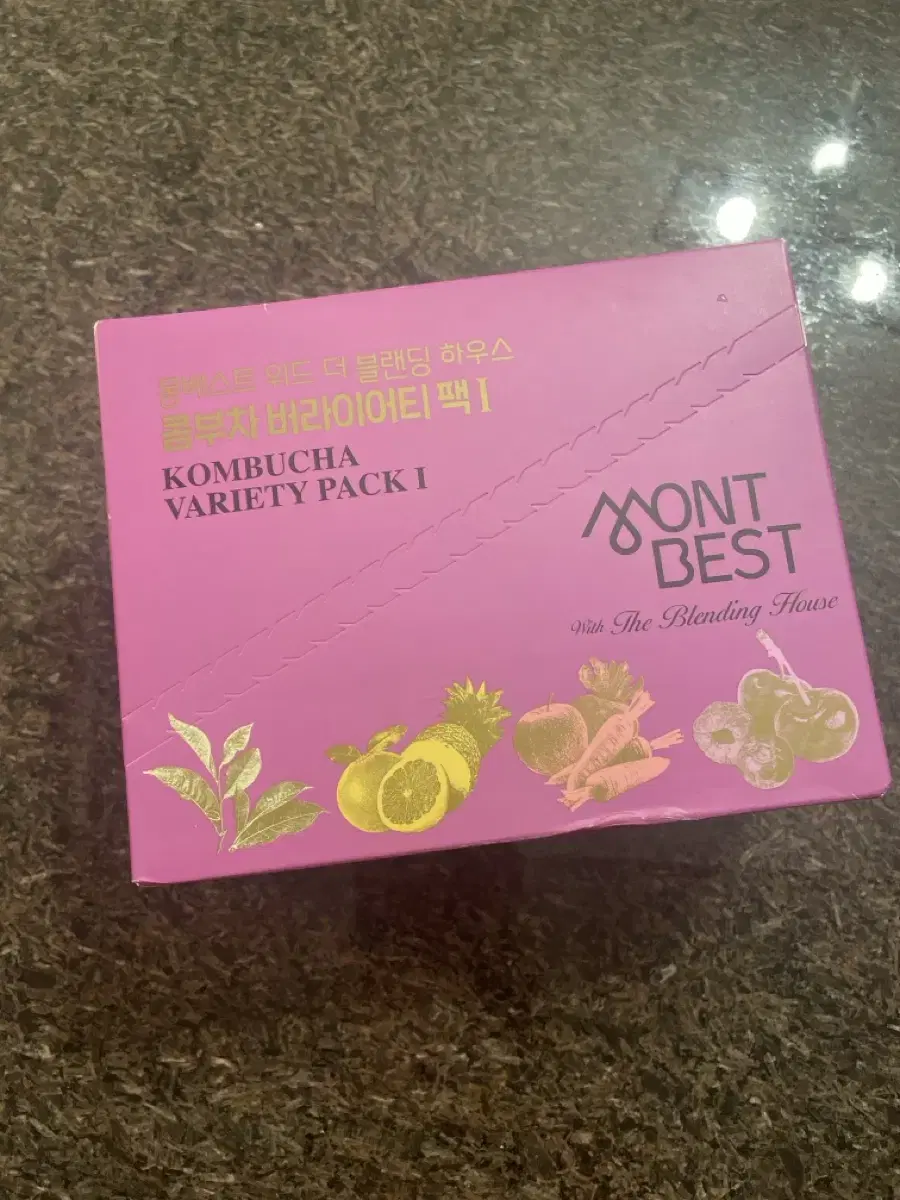 몽베스트 위드 더 블랜딩 하우스
콤부차 버라이어티 팩 I
KOMBUCHA
VARIETY PACK I
MONT
BEST
With The Blending House